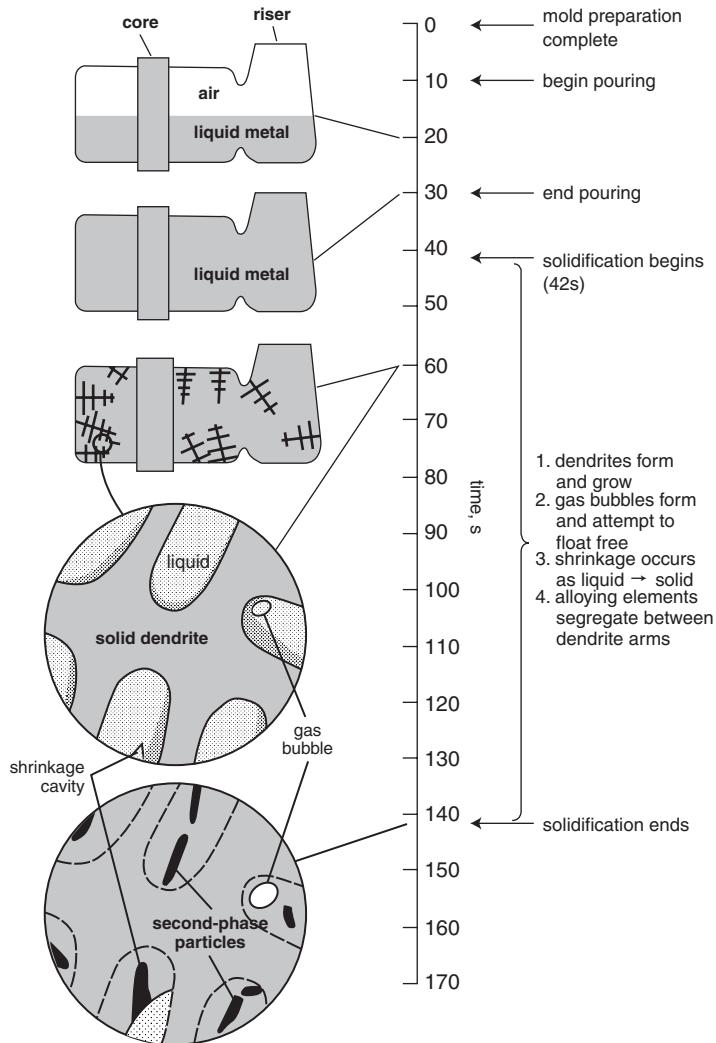 core
riser
air
liquid metal
liquid metal
0
10
20
30
40
50
60
70
80
90
100
110
120
130
140
150
160
170
time, s
mold preparation
complete
begin pouring
end pouring
solidification begins
(42s)
1. dendrites form
and grow
2. gas bubbles form
and attempt to
float free
3. shrinkage occurs
as liquid → solid
4. alloying elements
segregate between
dendrite arms
solidification ends
liquid
solid dendrite
gas
bubble
shrinkage
cavity
second-phase
particles